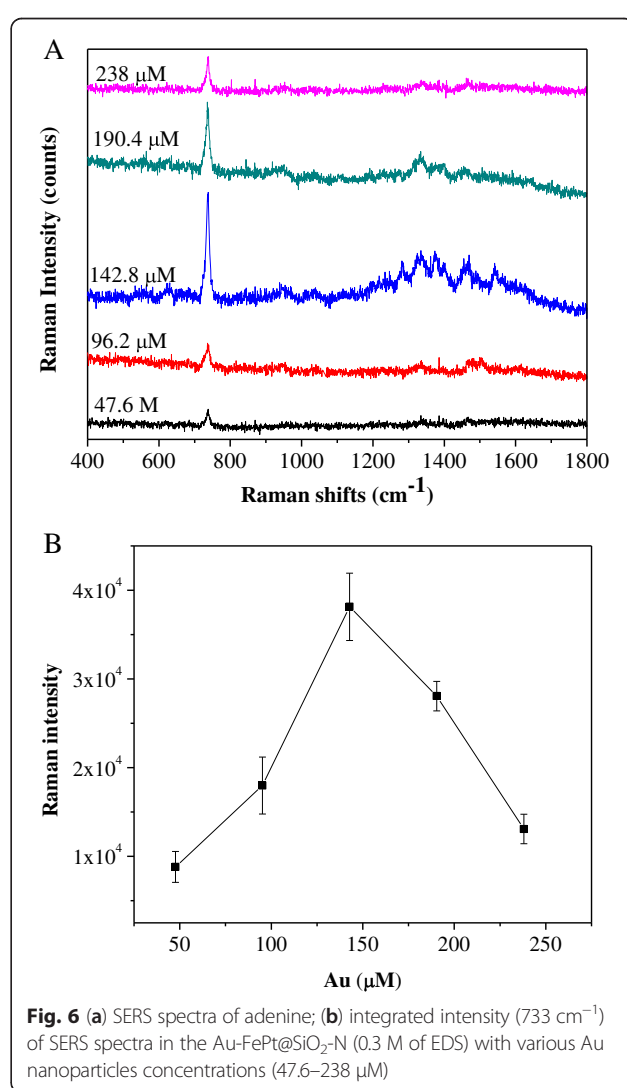 A
238 μM
190.4 μM
142.8 μM
96.2 μM
47.6 M
Raman Intensity (counts)
400 600 800 1000 1200 1400 1600 1800
Raman shifts (cm⁻¹)
B
4x10⁴
3x10⁴
2x10⁴
1x10⁴
Raman intensity
50 100 150 200 250
Au (μM)
Fig. 6 (a) SERS spectra of adenine; (b) integrated intensity (733 cm⁻¹)
of SERS spectra in the Au-FePt@SiO₂-N (0.3 M of EDS) with various Au
nanoparticles concentrations (47.6–238 μM)